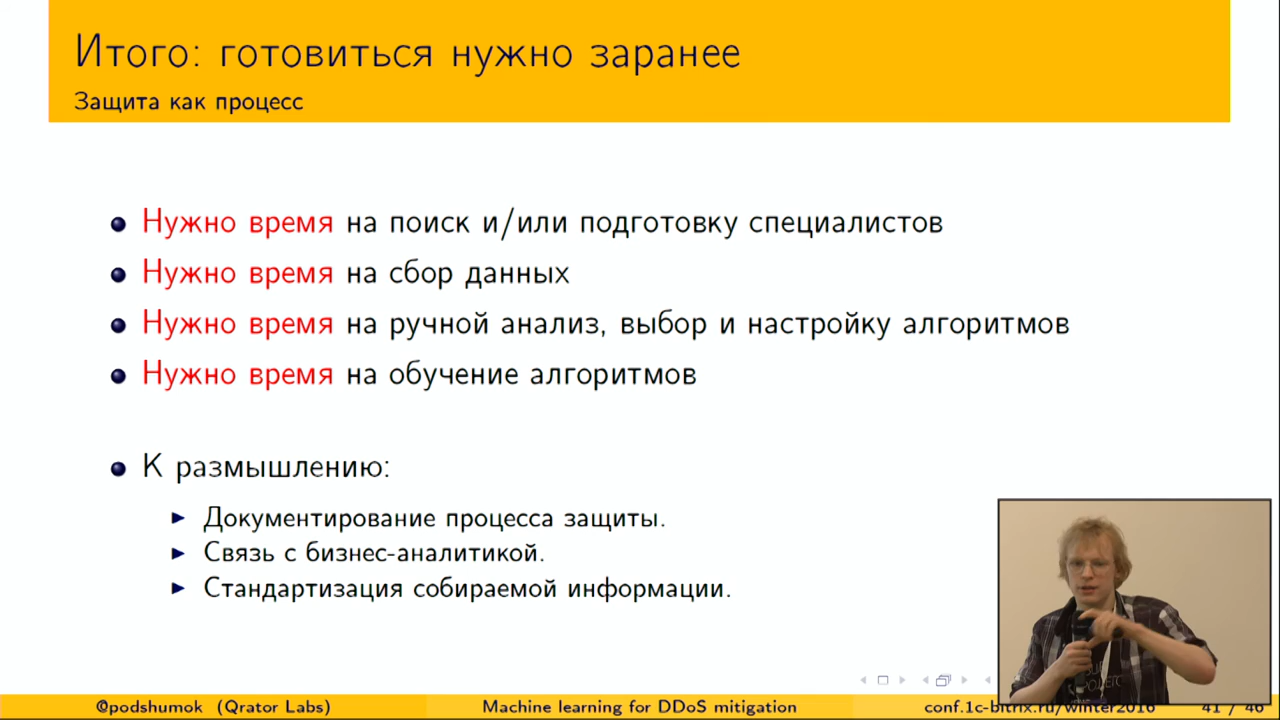 Итого: готовиться нужно заранее
Защита как процесс
Нужно время на поиск и/или подготовку специалистов
Нужно время на сбор данных
Нужно время на ручной анализ, выбор и настройку алгоритмов
Нужно время на обучение алгоритмов
К размышлению:
Документирование процесса защиты.
Связь с бизнес-аналитикой.
Стандартизация собираемой информации.
@podshumok (Qrator Labs) Machine learning for DDoS mitigation conf.1c-bitrix.ru/winter2016 41 / 46